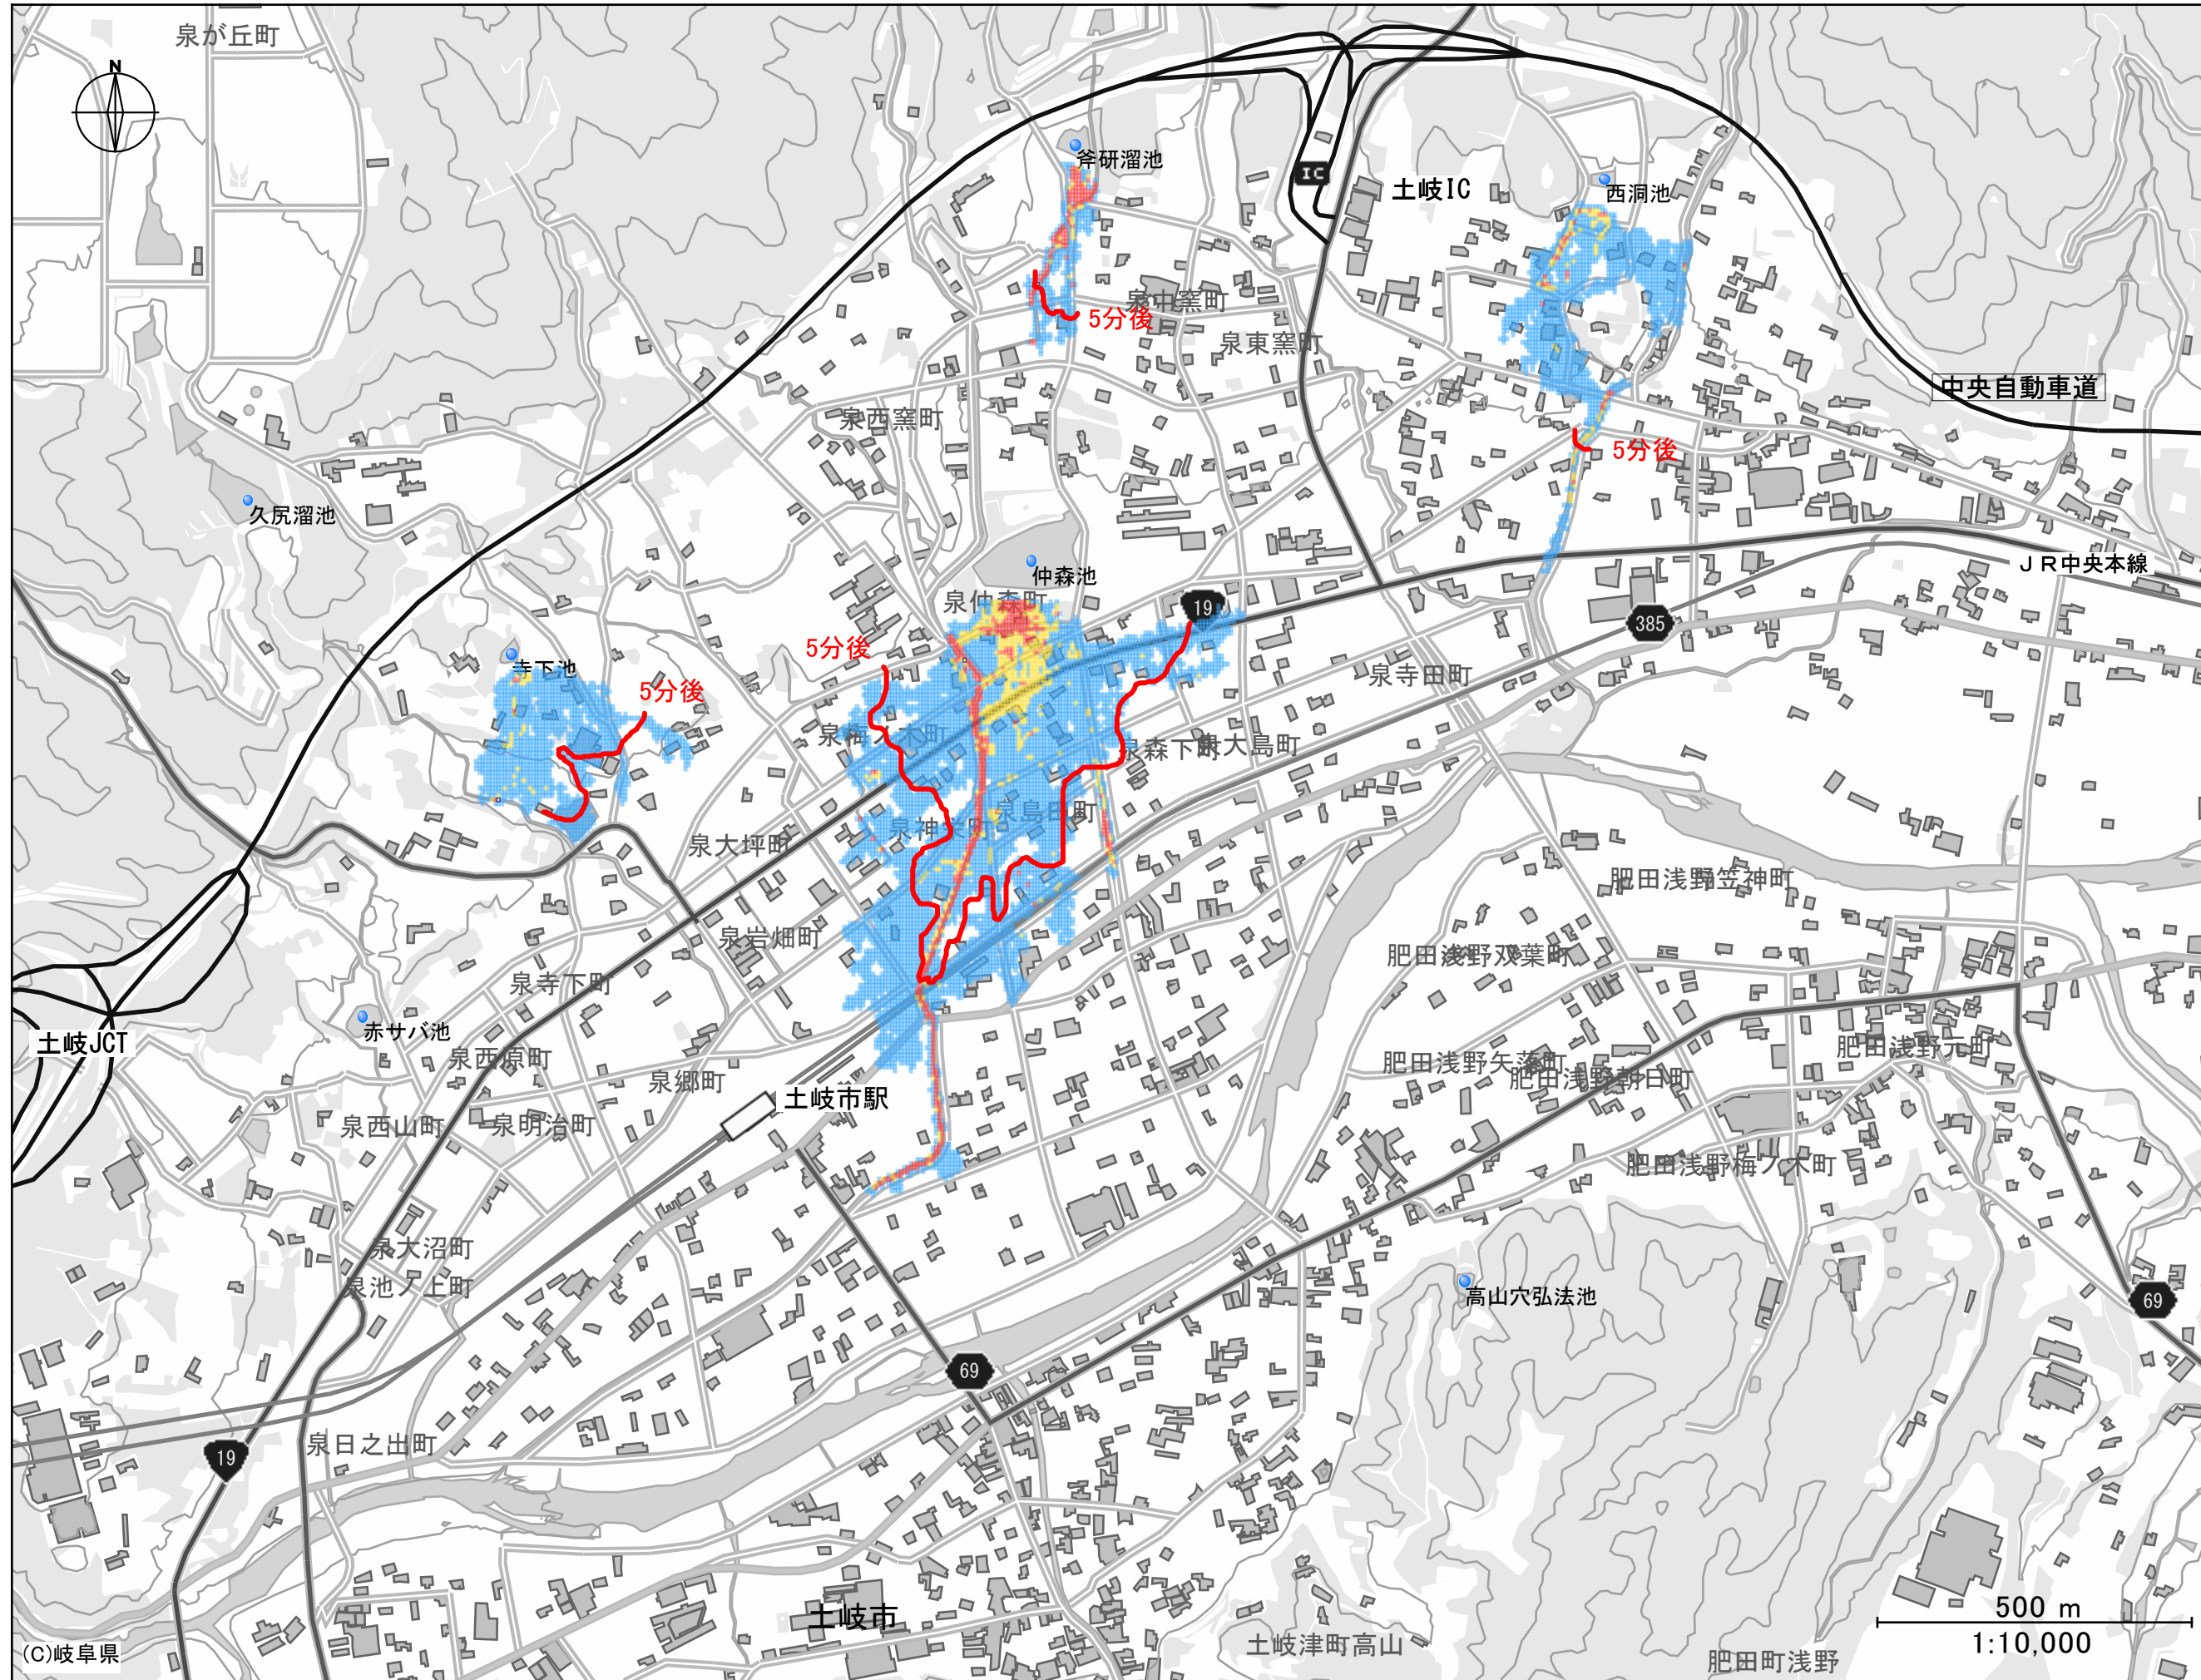 泉が丘町
N
斧研溜池
IC
土岐IC
西洞池
泉中窯町
5分後
泉東窯町
中央自動車道
泉西窯町
5分後
久尻溜池
JR中央本線
仲森池
泉仲森町
19
385
5分後
寺下池
泉寺田町
5分後
泉梅ノ木町
泉森下町
泉大島町
泉島田町
泉神栄町
泉大坪町
肥田浅野笠神町
泉岩畑町
肥田浅野双葉町
泉寺下町
赤サバ池
土岐JCT
泉西原町
肥田浅野元町
肥田浅野矢落町
肥田浅野朝日町
泉郷町
土岐市駅
泉西山町
泉明治町
肥田浅野梅ノ木町
泉大沼町
泉池ノ上町
高山穴弘法池
69
69
泉日之出町
19
土岐市
500 m
1:10,000
土岐津町高山
肥田町浅野
(C)岐阜県